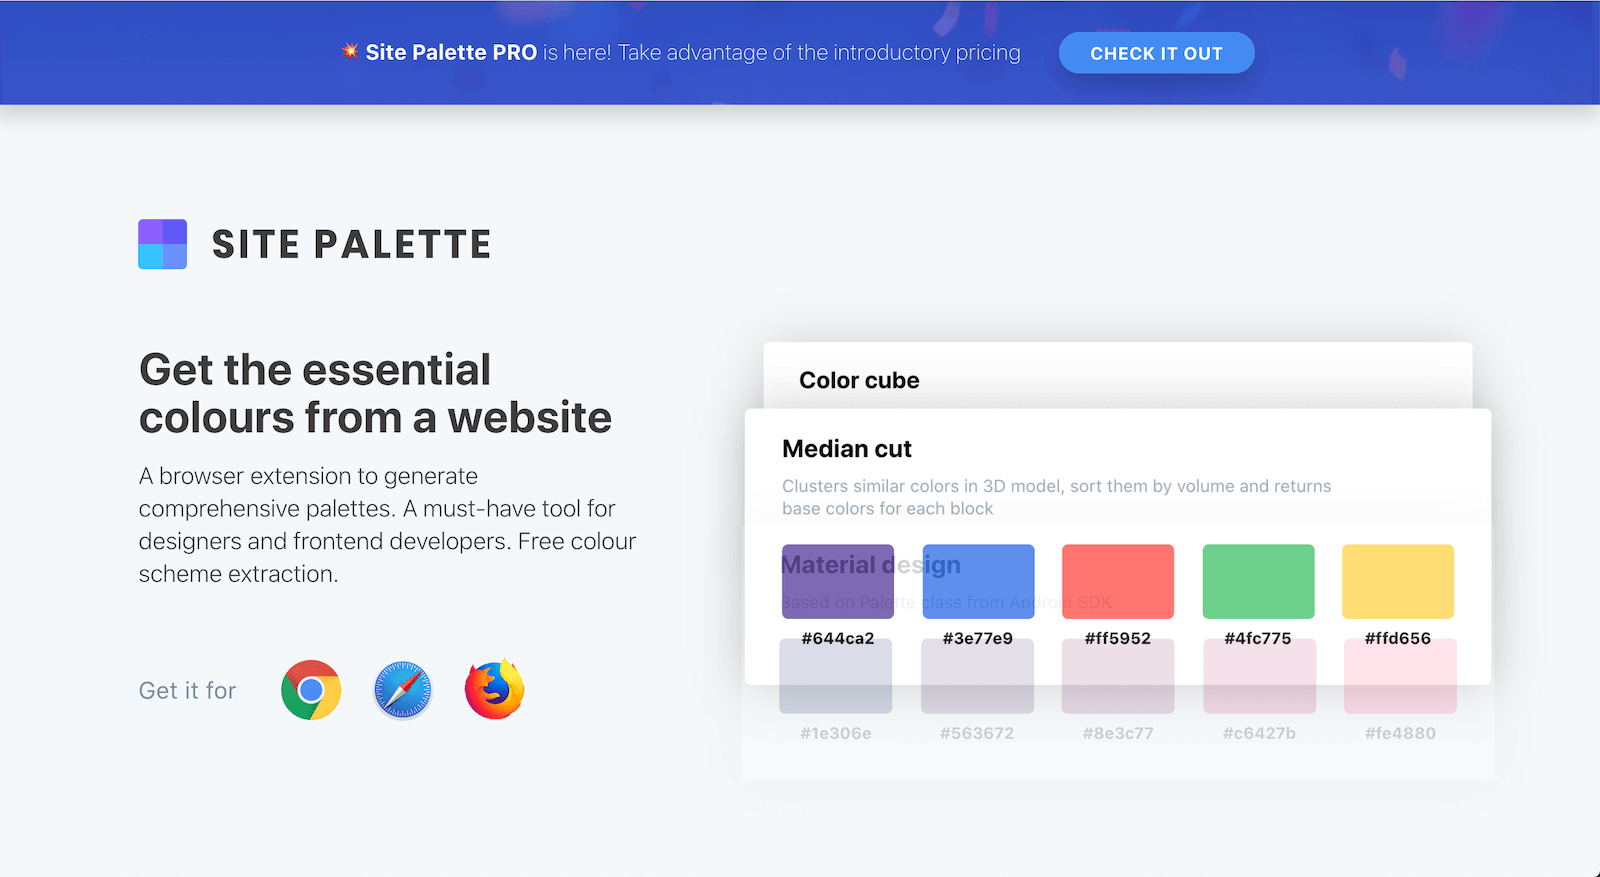 💥 Site Palette PRO is here! Take advantage of the introductory pricing
CHECK IT OUT
SITE PALETTE
Get the essential
colours from a website
A browser extension to generate
comprehensive palettes. A must-have tool for
designers and frontend developers. Free colour
scheme extraction.
Get it for
Color cube
Median cut
Clusters similar colors in 3D model, sort them by volume and returns
base colors for each block
Material design
Based on Palette class from Android SDK
#644ca2 #3e77e9 #ff5952 #4fc775 #ffd656
#1e306e #563672 #8e3c77 #c6427b #fe4880